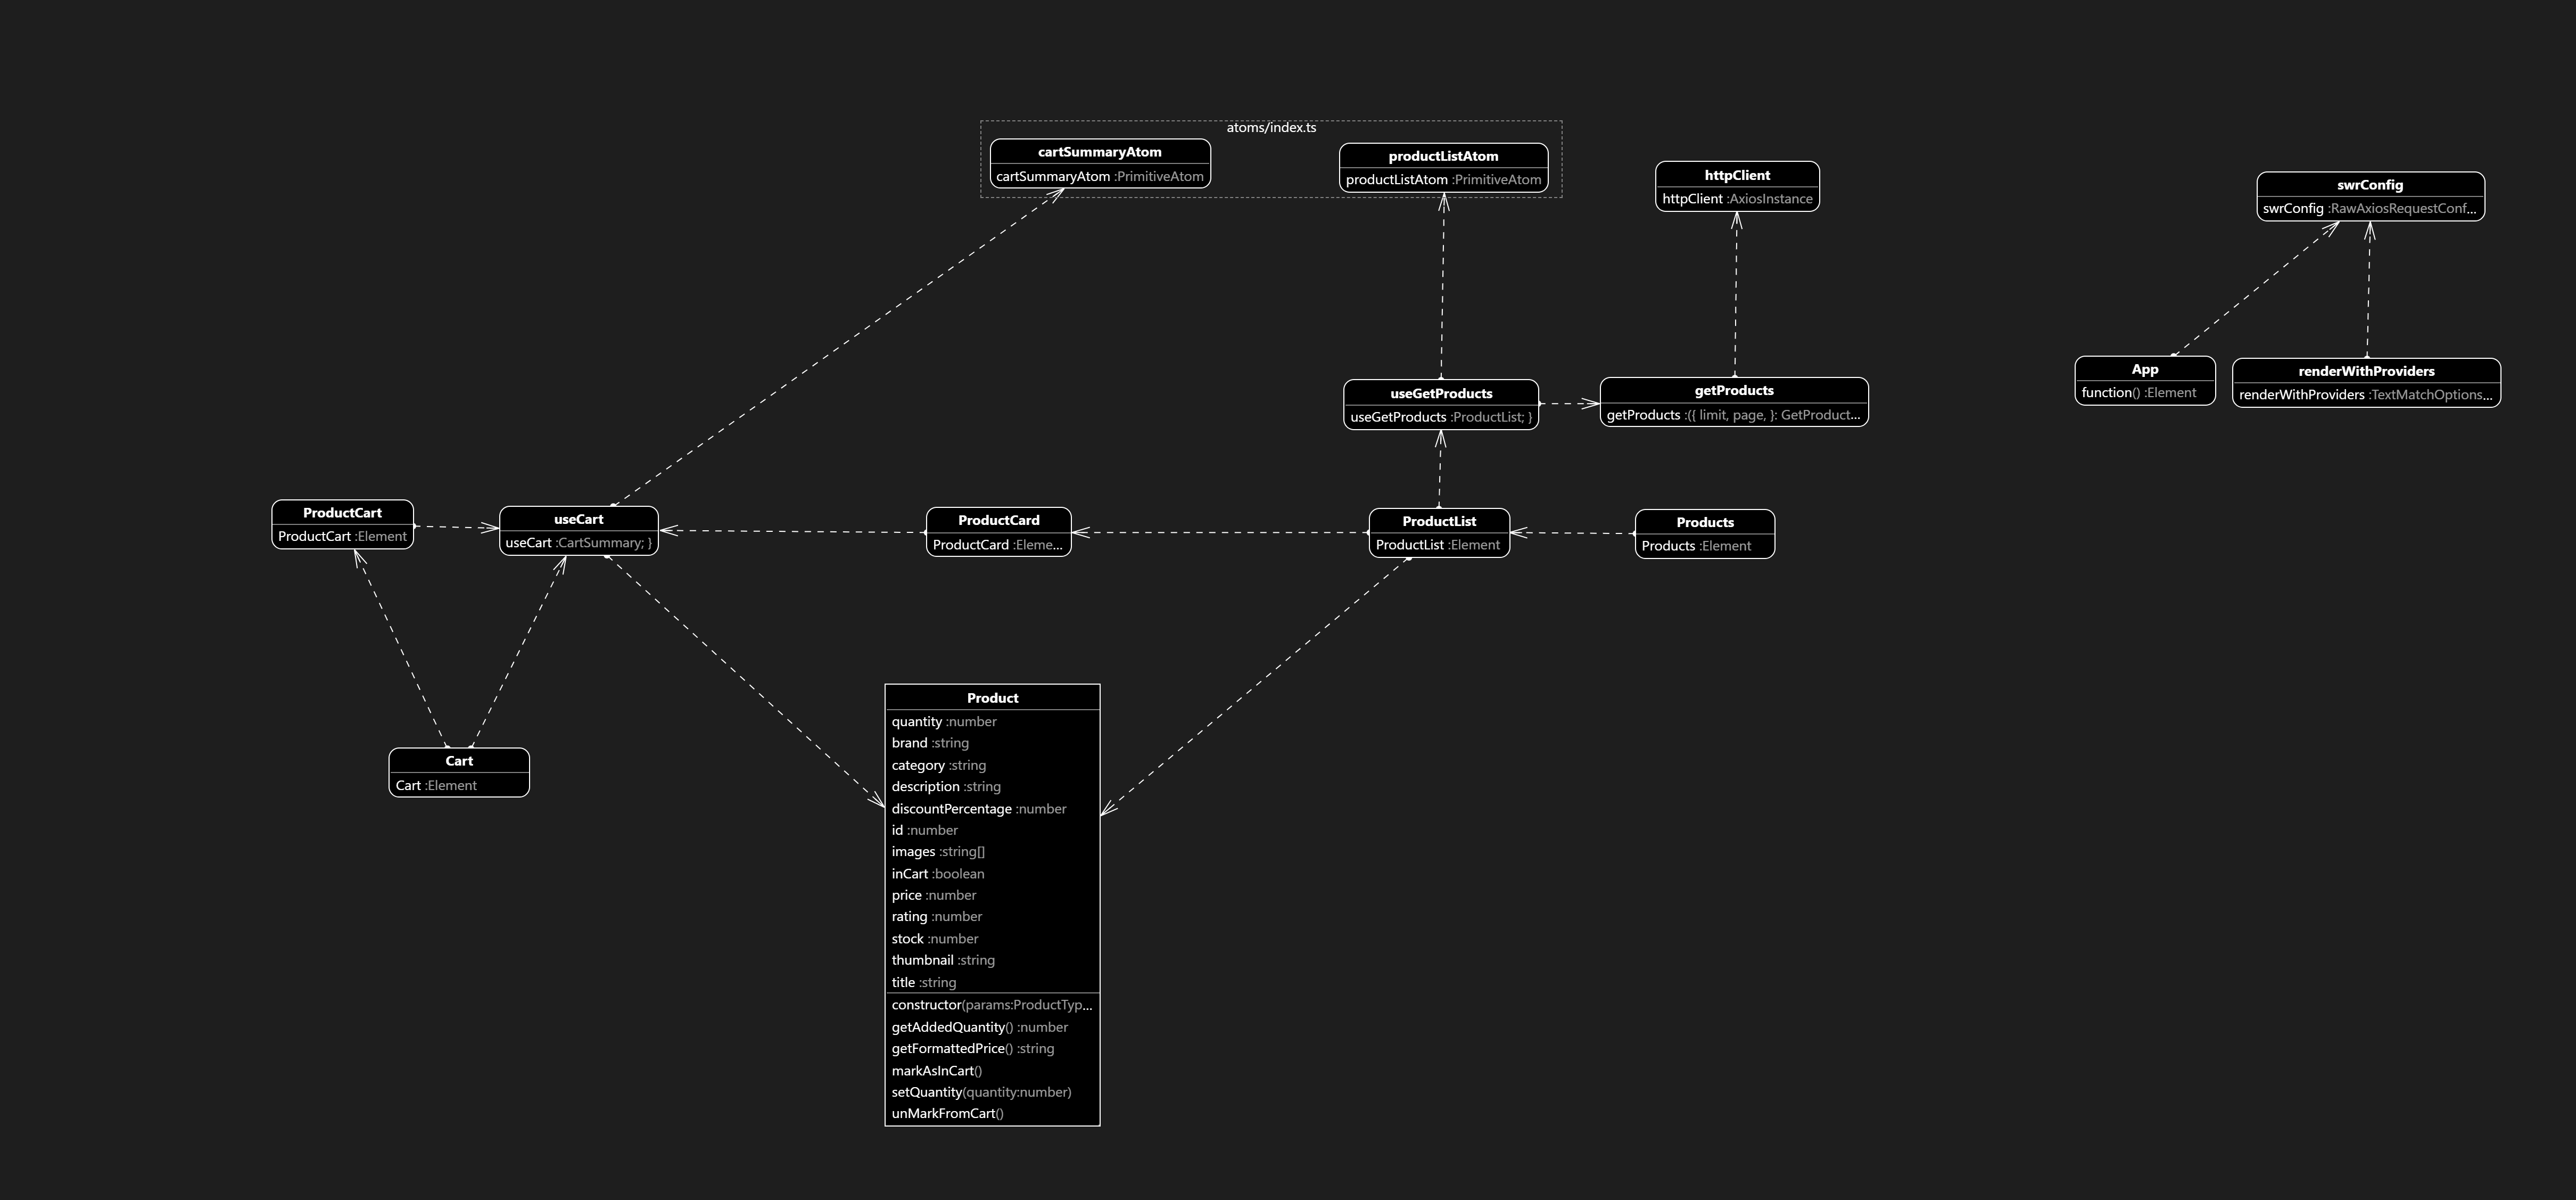 atoms/index.ts
cartSummaryAtom
cartSummaryAtom :PrimitiveAtom
productListAtom
productListAtom :PrimitiveAtom
httpClient
httpClient :AxiosInstance
swrConfig
swrConfig :RawAxiosRequestConf...
App
function() :Element
renderWithProviders
renderWithProviders :TextMatchOptions...
useGetProducts
useGetProducts :ProductList; }
getProducts
getProducts :({ limit, page, }: GetProduct...
ProductCart
ProductCart :Element
useCart
useCart :CartSummary; }
ProductCard
ProductCard :Eleme...
ProductList
ProductList :Element
Products
Products :Element
Cart
Cart :Element
Product
quantity :number
brand :string
category :string
description :string
discountPercentage :number
id :number
images :string[]
inCart :boolean
price :number
rating :number
stock :number
thumbnail :string
title :string
constructor(params:ProductTyp...
getAddedQuantity() :number
getFormattedPrice() :string
markAsInCart()
setQuantity(quantity:number)
unMarkFromCart()